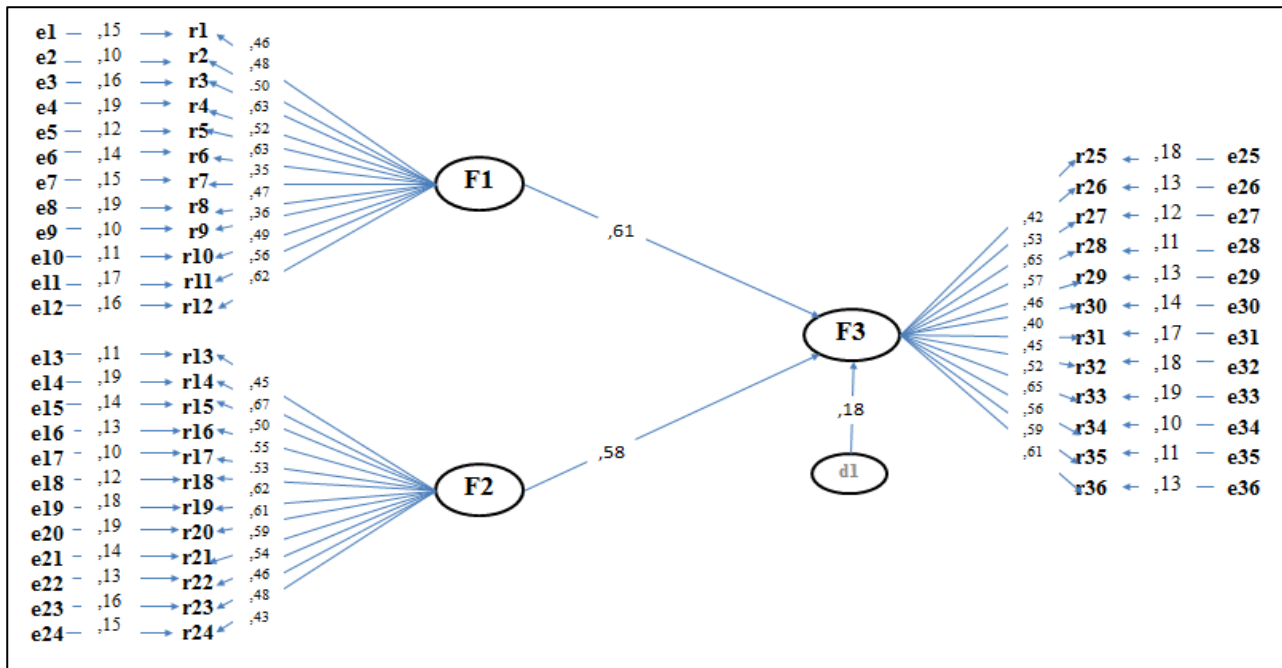 e1 ,15 r1 ,46
e2 ,10 r2 ,48
e3 ,16 r3 ,50
e4 ,19 r4 ,63
e5 ,12 r5 ,52
e6 ,14 r6 ,63
e7 ,15 r7 ,35
e8 ,19 r8 ,47
e9 ,10 r9 ,36
e10 ,11 r10 ,49
e11 ,17 r11 ,56
e12 ,16 r12 ,62
F1
,61
e13 ,11 r13 ,45
e14 ,19 r14 ,67
e15 ,14 r15 ,50
e16 ,13 r16 ,55
e17 ,10 r17 ,53
e18 ,12 r18 ,62
e19 ,18 r19 ,61
e20 ,19 r20 ,59
e21 ,14 r21 ,54
e22 ,13 r22 ,46
e23 ,16 r23 ,48
e24 ,15 r24 ,43
F2
,58
F3
,18
d1
,42 r25 ,18 e25
,53 r26 ,13 e26
,65 r27 ,12 e27
,57 r28 ,11 e28
,46 r29 ,13 e29
,40 r30 ,14 e30
,45 r31 ,17 e31
,52 r32 ,18 e32
,65 r33 ,19 e33
,56 r34 ,10 e34
,59 r35 ,11 e35
,61 r36 ,13 e36